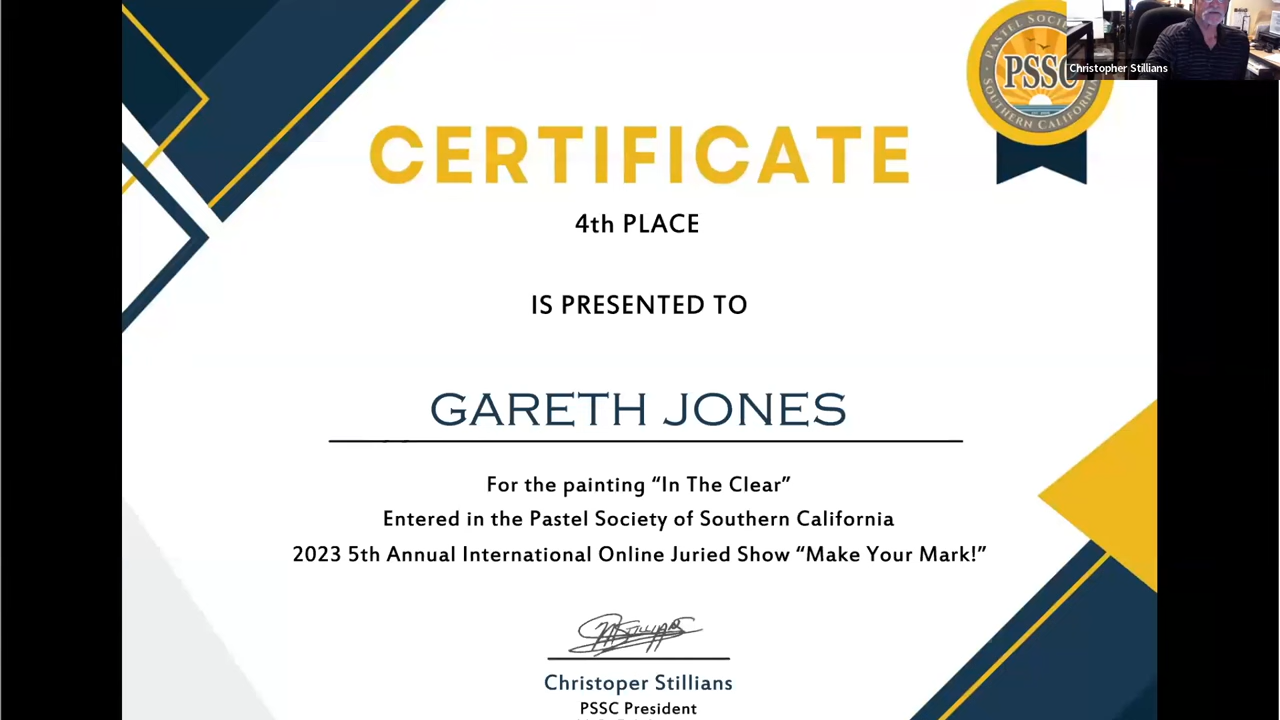 PASTEL SOCI
PSSC
SOUTHERN CALIFORNIA
Christopher Stillians
CERTIFICATE
4th PLACE
IS PRESENTED TO
GARETH JONES
For the painting “In The Clear”
Entered in the Pastel Society of Southern California
2023 5th Annual International Online Juried Show “Make Your Mark!”
Christoper Stillians
PSSC President